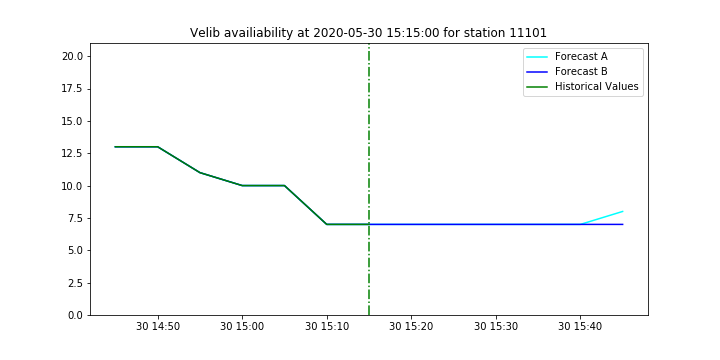 Velib availiability at 2020-05-30 15:15:00 for station 11101
20.0
17.5
15.0
12.5
10.0
7.5
5.0
2.5
0.0
Forecast A
Forecast B
Historical Values
30 14:50 30 15:00 30 15:10 30 15:20 30 15:30 30 15:40